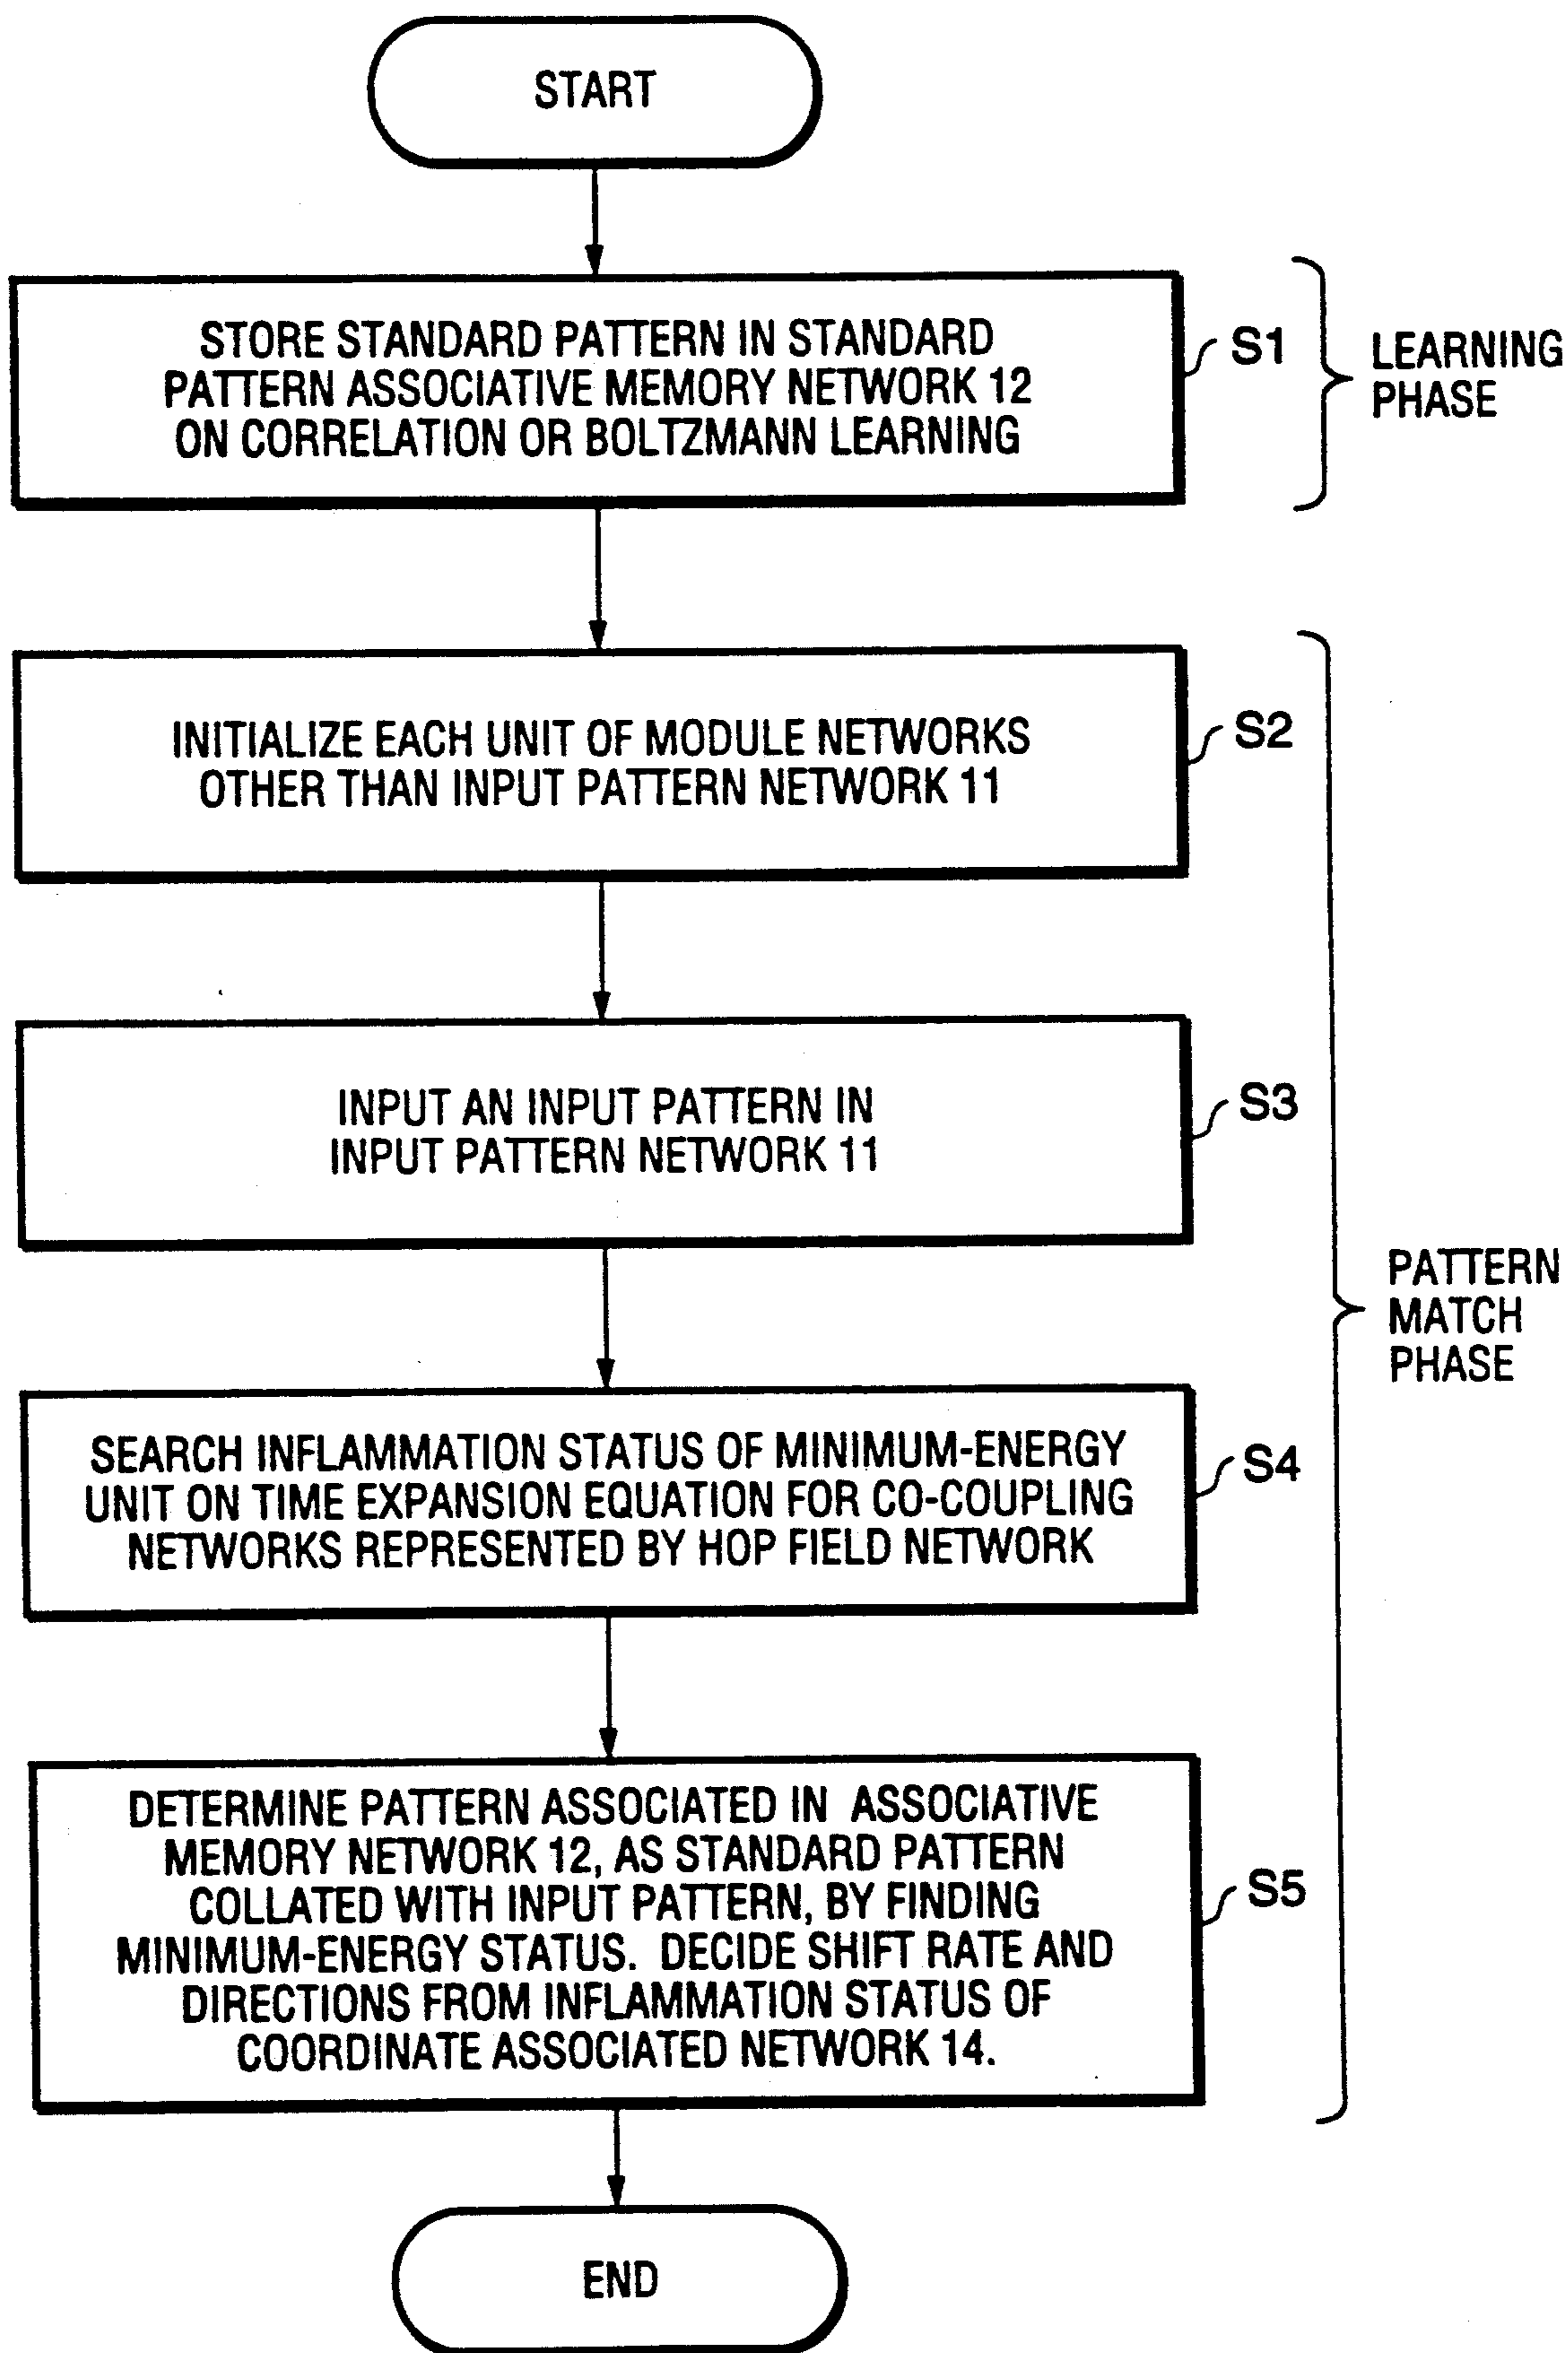 START
STORE STANDARD PATTERN IN STANDARD
PATTERN ASSOCIATIVE MEMORY NETWORK 12
ON CORRELATION OR BOLTZMANN LEARNING
S1
LEARNING
PHASE
INITIALIZE EACH UNIT OF MODULE NETWORKS
OTHER THAN INPUT PATTERN NETWORK 11
S2
INPUT AN INPUT PATTERN IN
INPUT PATTERN NETWORK 11
S3
PATTERN
MATCH
PHASE
SEARCH INFLAMMATION STATUS OF MINIMUM-ENERGY
UNIT ON TIME EXPANSION EQUATION FOR CO-COUPLING
NETWORKS REPRESENTED BY HOP FIELD NETWORK
S4
DETERMINE PATTERN ASSOCIATED IN ASSOCIATIVE
MEMORY NETWORK 12, AS STANDARD PATTERN
COLLATED WITH INPUT PATTERN, BY FINDING
MINIMUM-ENERGY STATUS. DECIDE SHIFT RATE AND
DIRECTIONS FROM INFLAMMATION STATUS OF
COORDINATE ASSOCIATED NETWORK 14.
S5
END